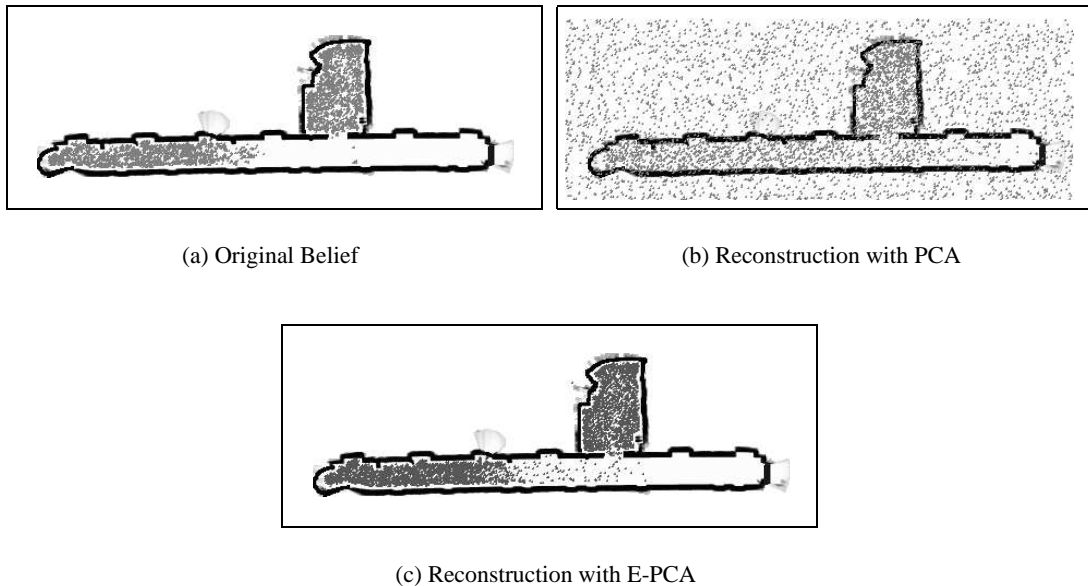 (a) Original Belief
(b) Reconstruction with PCA
(c) Reconstruction with E-PCA